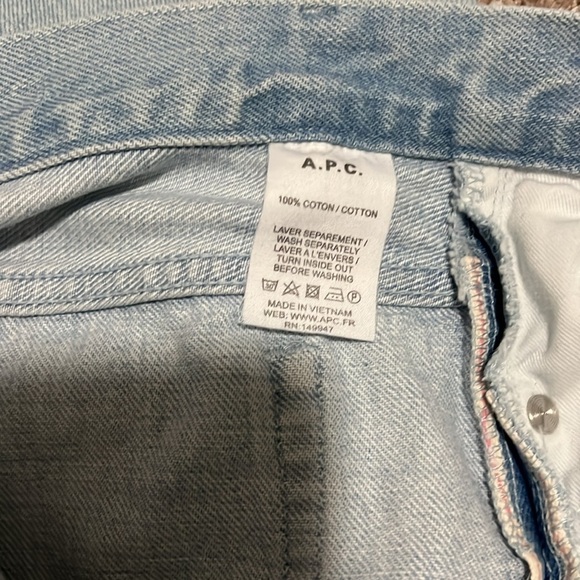 A.P.C.
100% COTON / COTTON
LAVER SEPAREMENT /
WASH SEPARATELY
LAVER A L'ENVERS /
TURN INSIDE OUT
BEFORE WASHING
MADE IN VIETNAM
WEB; WWW.APC.FR
RN:149947